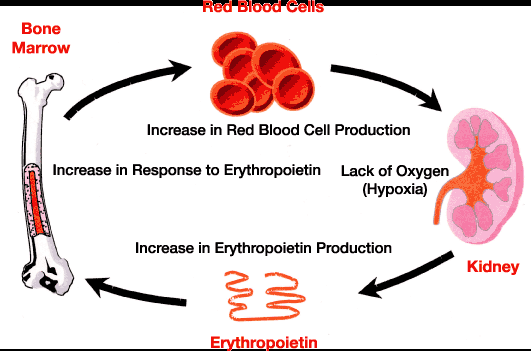 Red Blood Cells
Bone
Marrow
Increase in Red Blood Cell Production
Increase in Response to Erythropoietin
Lack of Oxygen
(Hypoxia)
Increase in Erythropoietin Production
Kidney
Erythropoietin